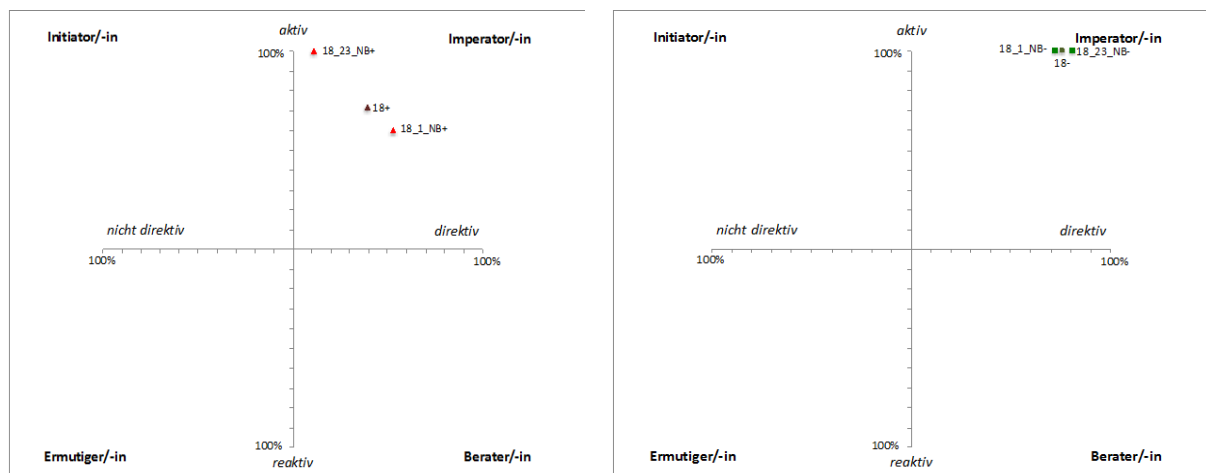 aktiv
Initiator/-in
Imperator/-in
100%
18_23_NB+
18+
18_1_NB+
nicht direktiv
direktiv
100%
100%
100%
Ermutiger/-in
reaktiv
Berater/-in
aktiv
Initiator/-in
Imperator/-in
100%
18_1_NB-
18_23_NB-
18-
nicht direktiv
direktiv
100%
100%
100%
Ermutiger/-in
reaktiv
Berater/-in